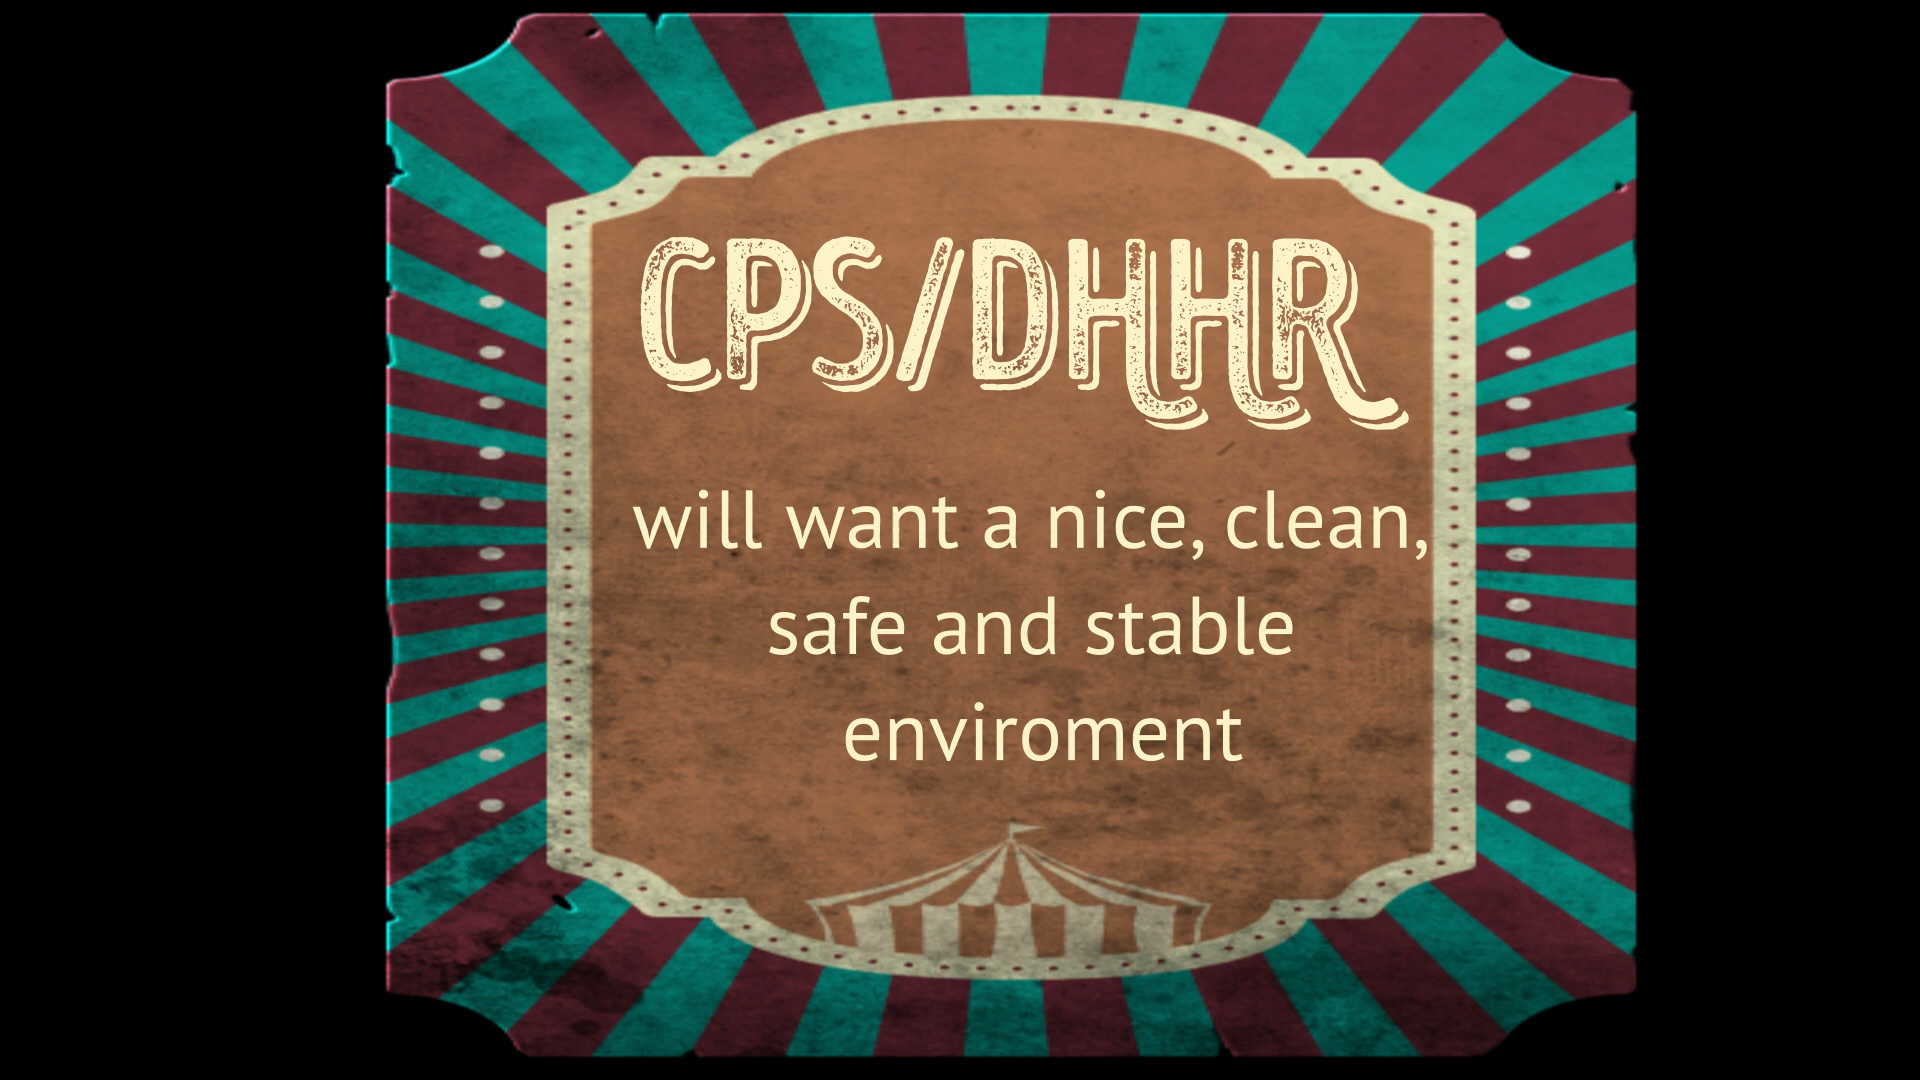 CPS/DHHR
will want a nice, clean,
safe and stable
enviroment